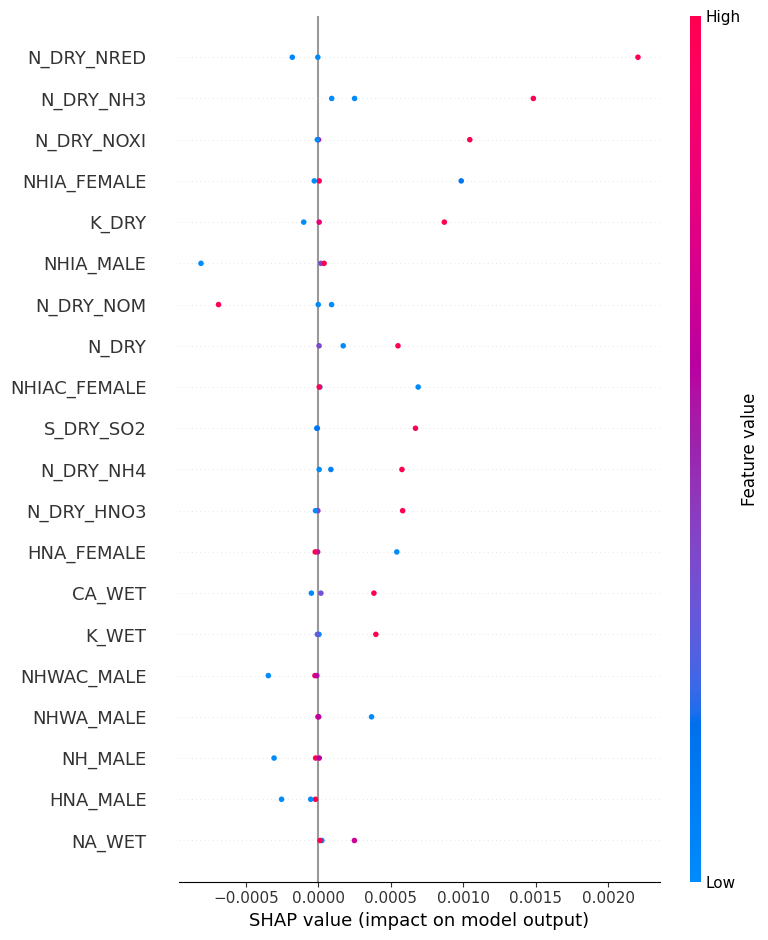 High
N_DRY_NRED
N_DRY_NH3
N_DRY_NOXI
NHIA_FEMALE
K_DRY
NHIA_MALE
N_DRY_NOM
N_DRY
NHIAC_FEMALE
S_DRY_SO2
N_DRY_NH4
N_DRY_HNO3
HNA_FEMALE
CA_WET
K_WET
NHWAC_MALE
NHWA_MALE
NH_MALE
HNA_MALE
NA_WET
Feature value
Low
−0.0005 0.0000 0.0005 0.0010 0.0015 0.0020
SHAP value (impact on model output)